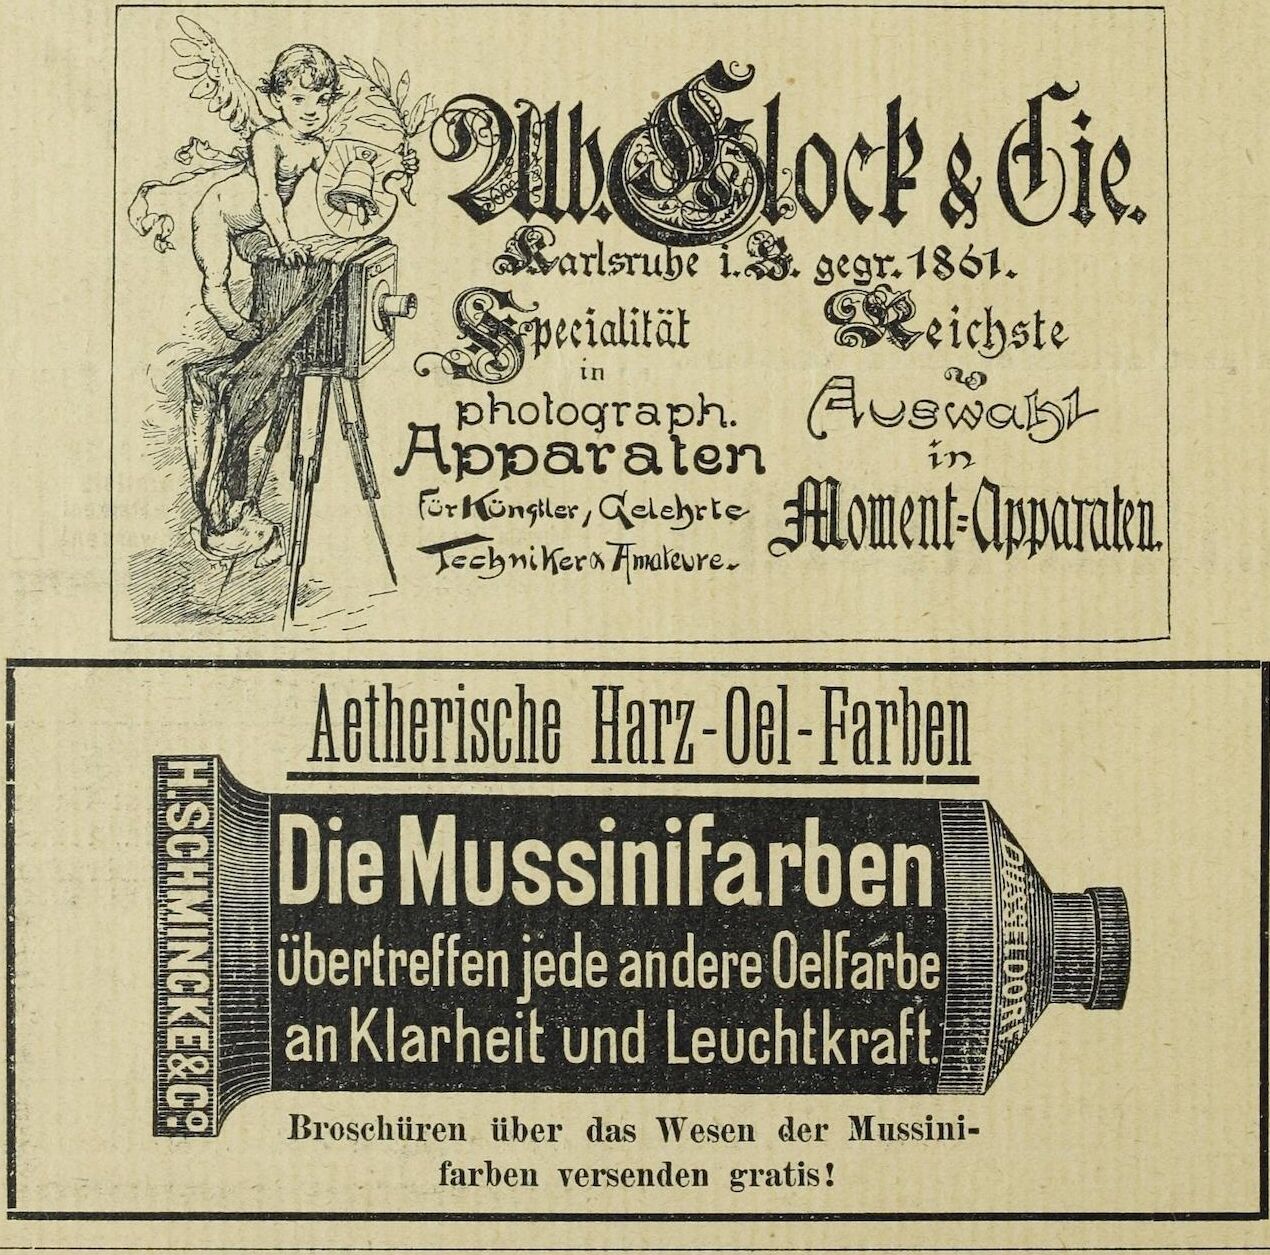 Alb. Glock & Cie.
Karlsruhe i. B. gegr. 1861.
Specialität
in
photograph.
Apparaten
für Künstler, Gelehrte
Techniker & Amateure.
Reichste
Auswahl
in
Moment-Apparaten.
Aetherische Harz-Oel-Farben
H. SCHMINCKE & Co.
Die Mussinifarben
übertreffen jede andere Oelfarbe
an Klarheit und Leuchtkraft.
DÜSSELDORF
Broschüren über das Wesen der Mussini-
farben versenden gratis!